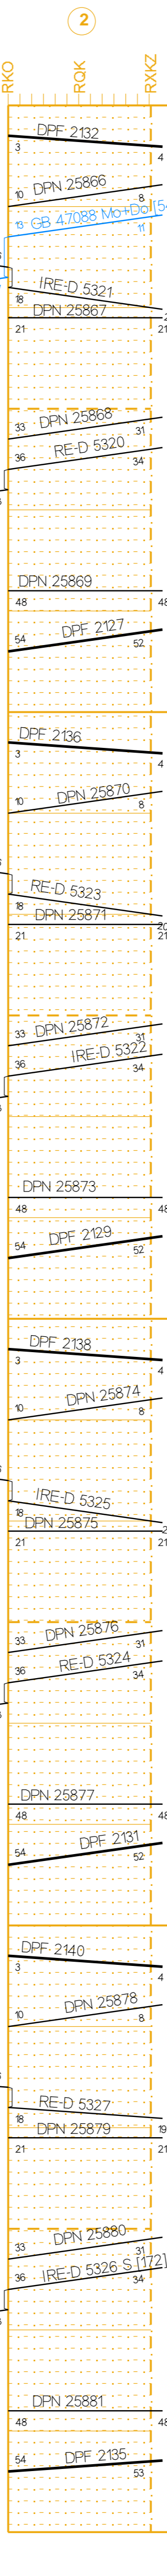 2
RKO RQK RXKZ
DPF 2132
3 4
DPN 25866
10 8
GB 47088 Mo+Do [5
13 11
IRE-D 5321
18
DPN 25867
21 21
DPN 25868
33 31
RE-D 5320
36 34
DPN 25869
48 48
DPF 2127
54 52
DPF 2136
3 4
DPN 25870
10 8
RE-D 5323
18 20
DPN 25871
21 21
DPN 25872
33 31
IRE-D 5322
36 34
DPN 25873
48 48
DPF 2129
54 52
DPF 2138
3 4
DPN 25874
10 8
IRE-D 5325
18
DPN 25875
21 21
DPN 25876
33 31
RE-D 5324
36 34
DPN 25877
48 48
DPF 2131
54 52
DPF 2140
3 4
DPN 25878
10 8
RE-D 5327
18 19
DPN 25879
21 21
DPN 25880
33 31
IRE-D 5326 S [172]
36 34
DPN 25881
48 48
DPF 2135
54 53